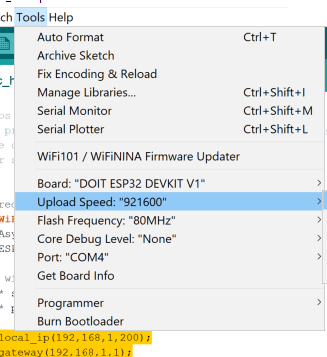 ch Tools Help
Auto Format Ctrl+T
Archive Sketch
Fix Encoding & Reload
Manage Libraries... Ctrl+Shift+I
Serial Monitor Ctrl+Shift+M
Serial Plotter Ctrl+Shift+L
WiFi101 / WiFiNINA Firmware Updater
Board: "DOIT ESP32 DEVKIT V1"
Upload Speed: "921600"
Flash Frequency: "80MHz"
Core Debug Level: "None"
Port: "COM4"
Get Board Info
Programmer
Burn Bootloader
local_ip(192,168,1,200);
gateway(192,168,1,1);